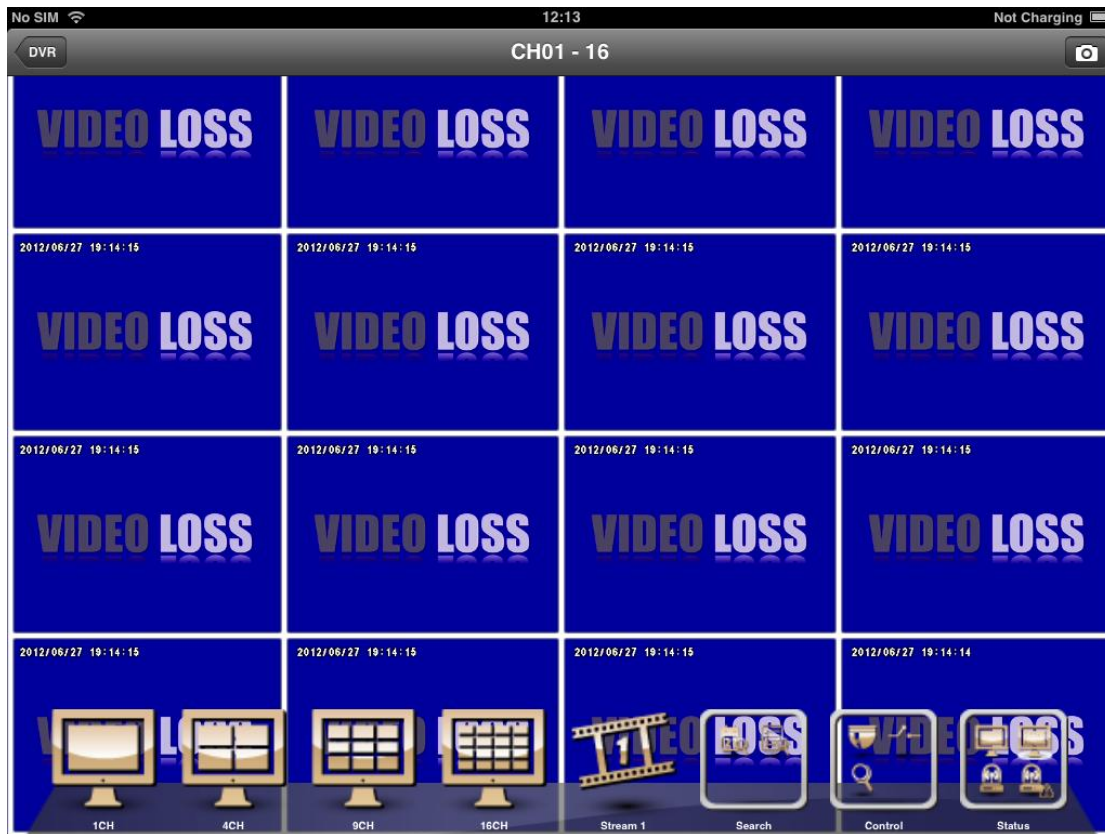 No SIM 12:13 Not Charging
DVR CH01 - 16
VIDEO LOSS VIDEO LOSS VIDEO LOSS VIDEO LOSS
2012/06/27 19:14:15 2012/06/27 19:14:15 2012/06/27 19:14:15 2012/06/27 19:14:15
VIDEO LOSS VIDEO LOSS VIDEO LOSS VIDEO LOSS
2012/06/27 19:14:15 2012/06/27 19:14:15 2012/06/27 19:14:15 2012/06/27 19:14:15
VIDEO LOSS VIDEO LOSS VIDEO LOSS VIDEO LOSS
2012/06/27 19:14:15 2012/06/27 19:14:15 2012/06/27 19:14:15 2012/06/27 19:14:14
1
1CH 4CH 9CH 16CH Stream 1 Search Control Status